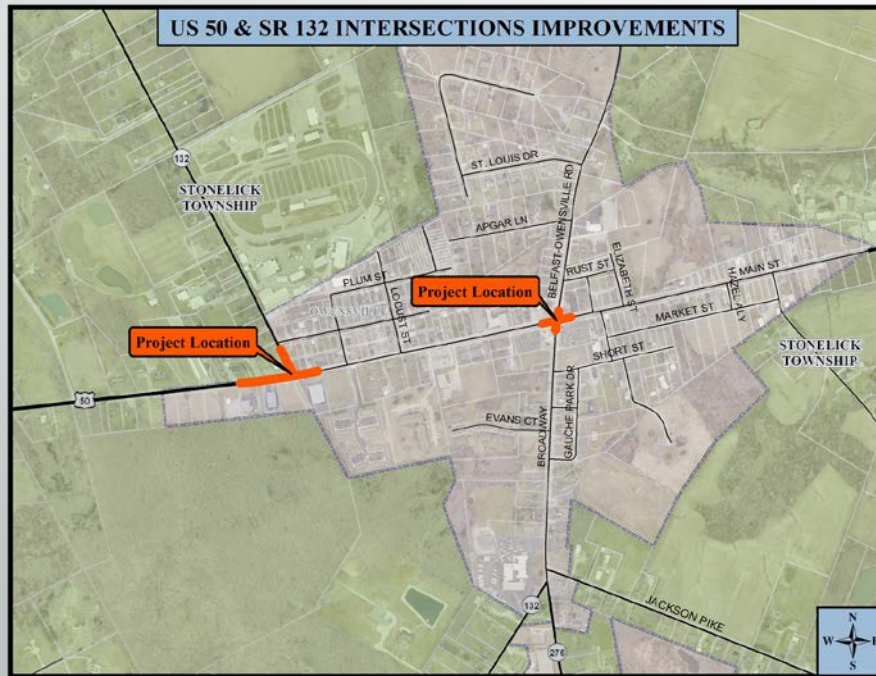 US 50 & SR 132 INTERSECTIONS IMPROVEMENTS
132
STONELICK
TOWNSHIP
ST. LOUIS DR
BELFAST-OWENSVILLE RD
APGAR LN
PLUM ST
RUST ST
ELIZABETH ST
MAIN ST
HAZEL ALY
Project Location
OWENSVILLE
LOCUST ST
MARKET ST
Project Location
SHORT ST
STONELICK
TOWNSHIP
50
GAUCHE PARK DR
EVANS CT
BROADWAY
132
JACKSON PIKE
276
N
W E
S